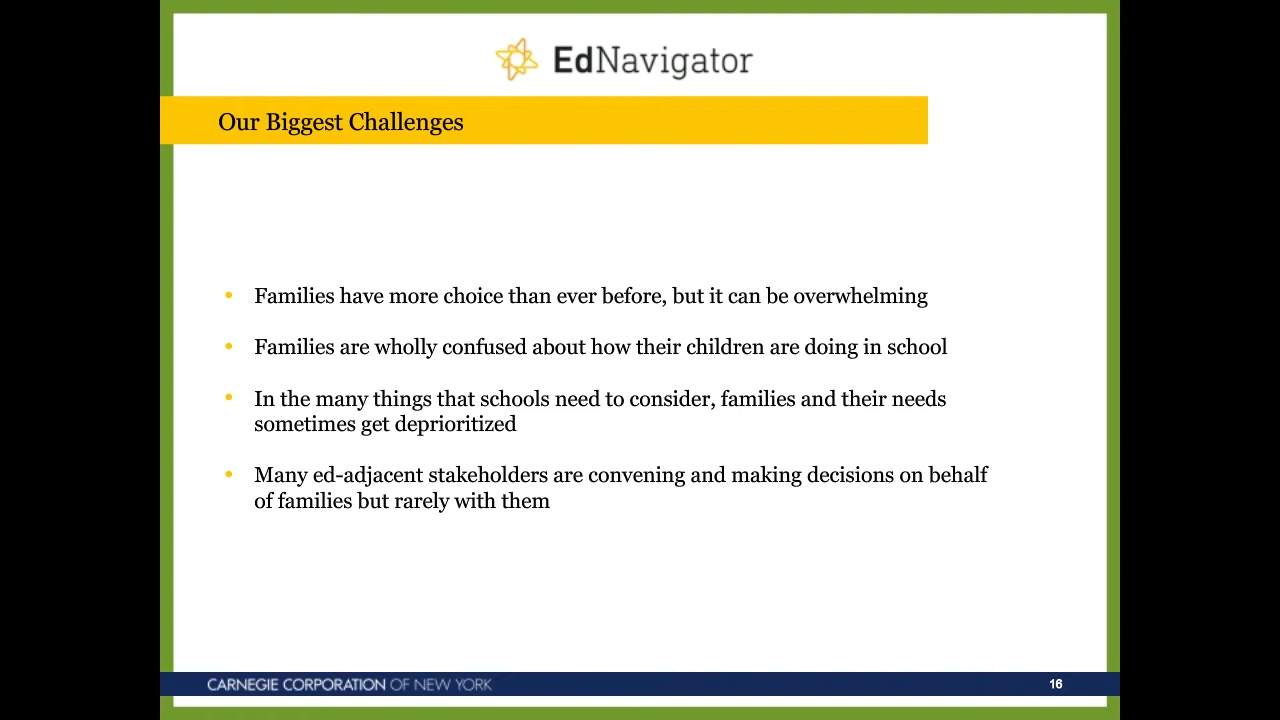 EdNavigator
Our Biggest Challenges
• Families have more choice than ever before, but it can be overwhelming
• Families are wholly confused about how their children are doing in school
• In the many things that schools need to consider, families and their needs
sometimes get deprioritized
• Many ed-adjacent stakeholders are convening and making decisions on behalf
of families but rarely with them
CARNEGIE CORPORATION OF NEW YORK
16